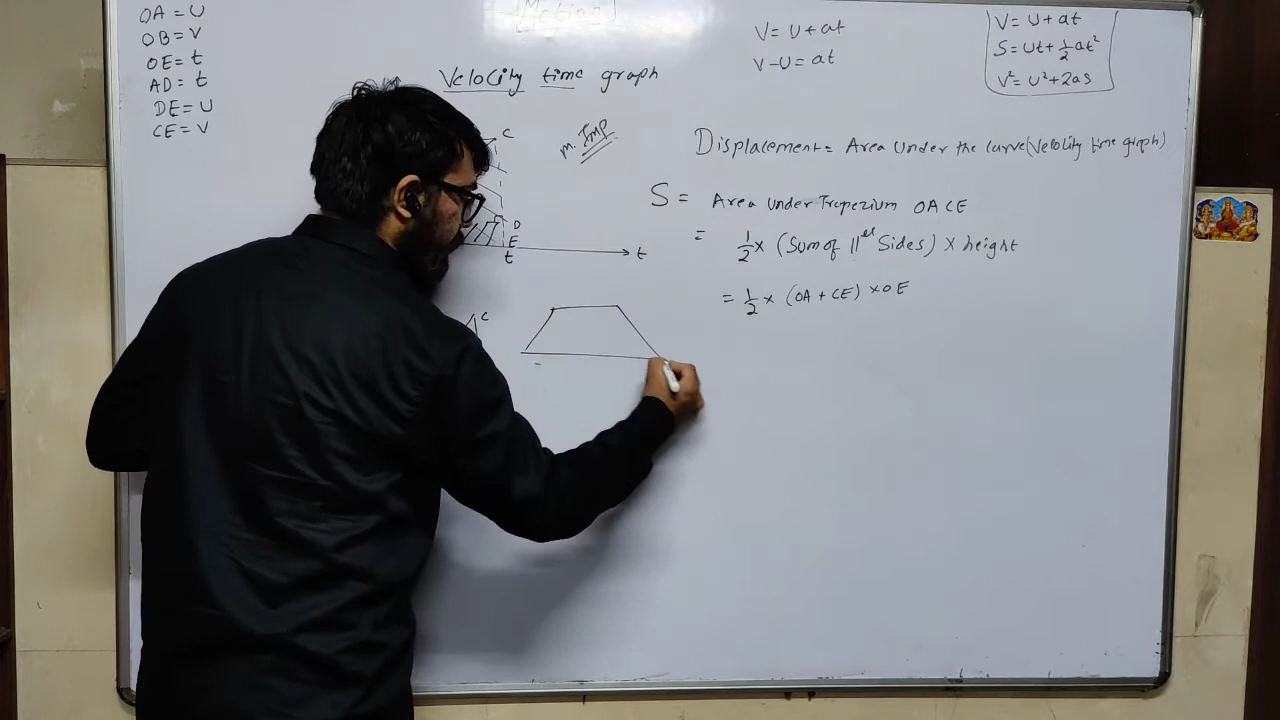 OA = U
OB = V
OE = t
AD = t
DE = U
CE = V
Motion
Velocity time graph
m. Imp
C
D
E
t
t
C
V = U + at
V - U = at
V = U + at
S = Ut + ½ at²
V² = U² + 2as
Displacement = Area Under the curve (Velocity time graph)
S = Area under Trapezium OACE
= ½ × (Sum of ||el Sides) × height
= ½ × (OA + CE) × OE